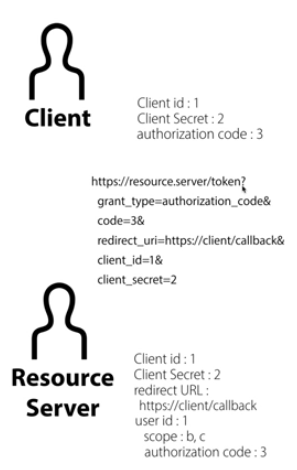 Client
Client id : 1
Client Secret : 2
authorization code : 3
https://resource.server/token?
grant_type=authorization_code&
code=3&
redirect_uri=https://client/callback&
client_id=1&
client_secret=2
Resource
Server
Client id : 1
Client Secret : 2
redirect URL :
https://client/callback
user id : 1
scope : b, c
authorization code : 3